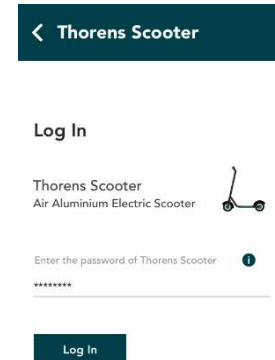 Thorens Scooter
Log In
Thorens Scooter
Air Aluminium Electric Scooter
Enter the password of Thorens Scooter
********
Log In